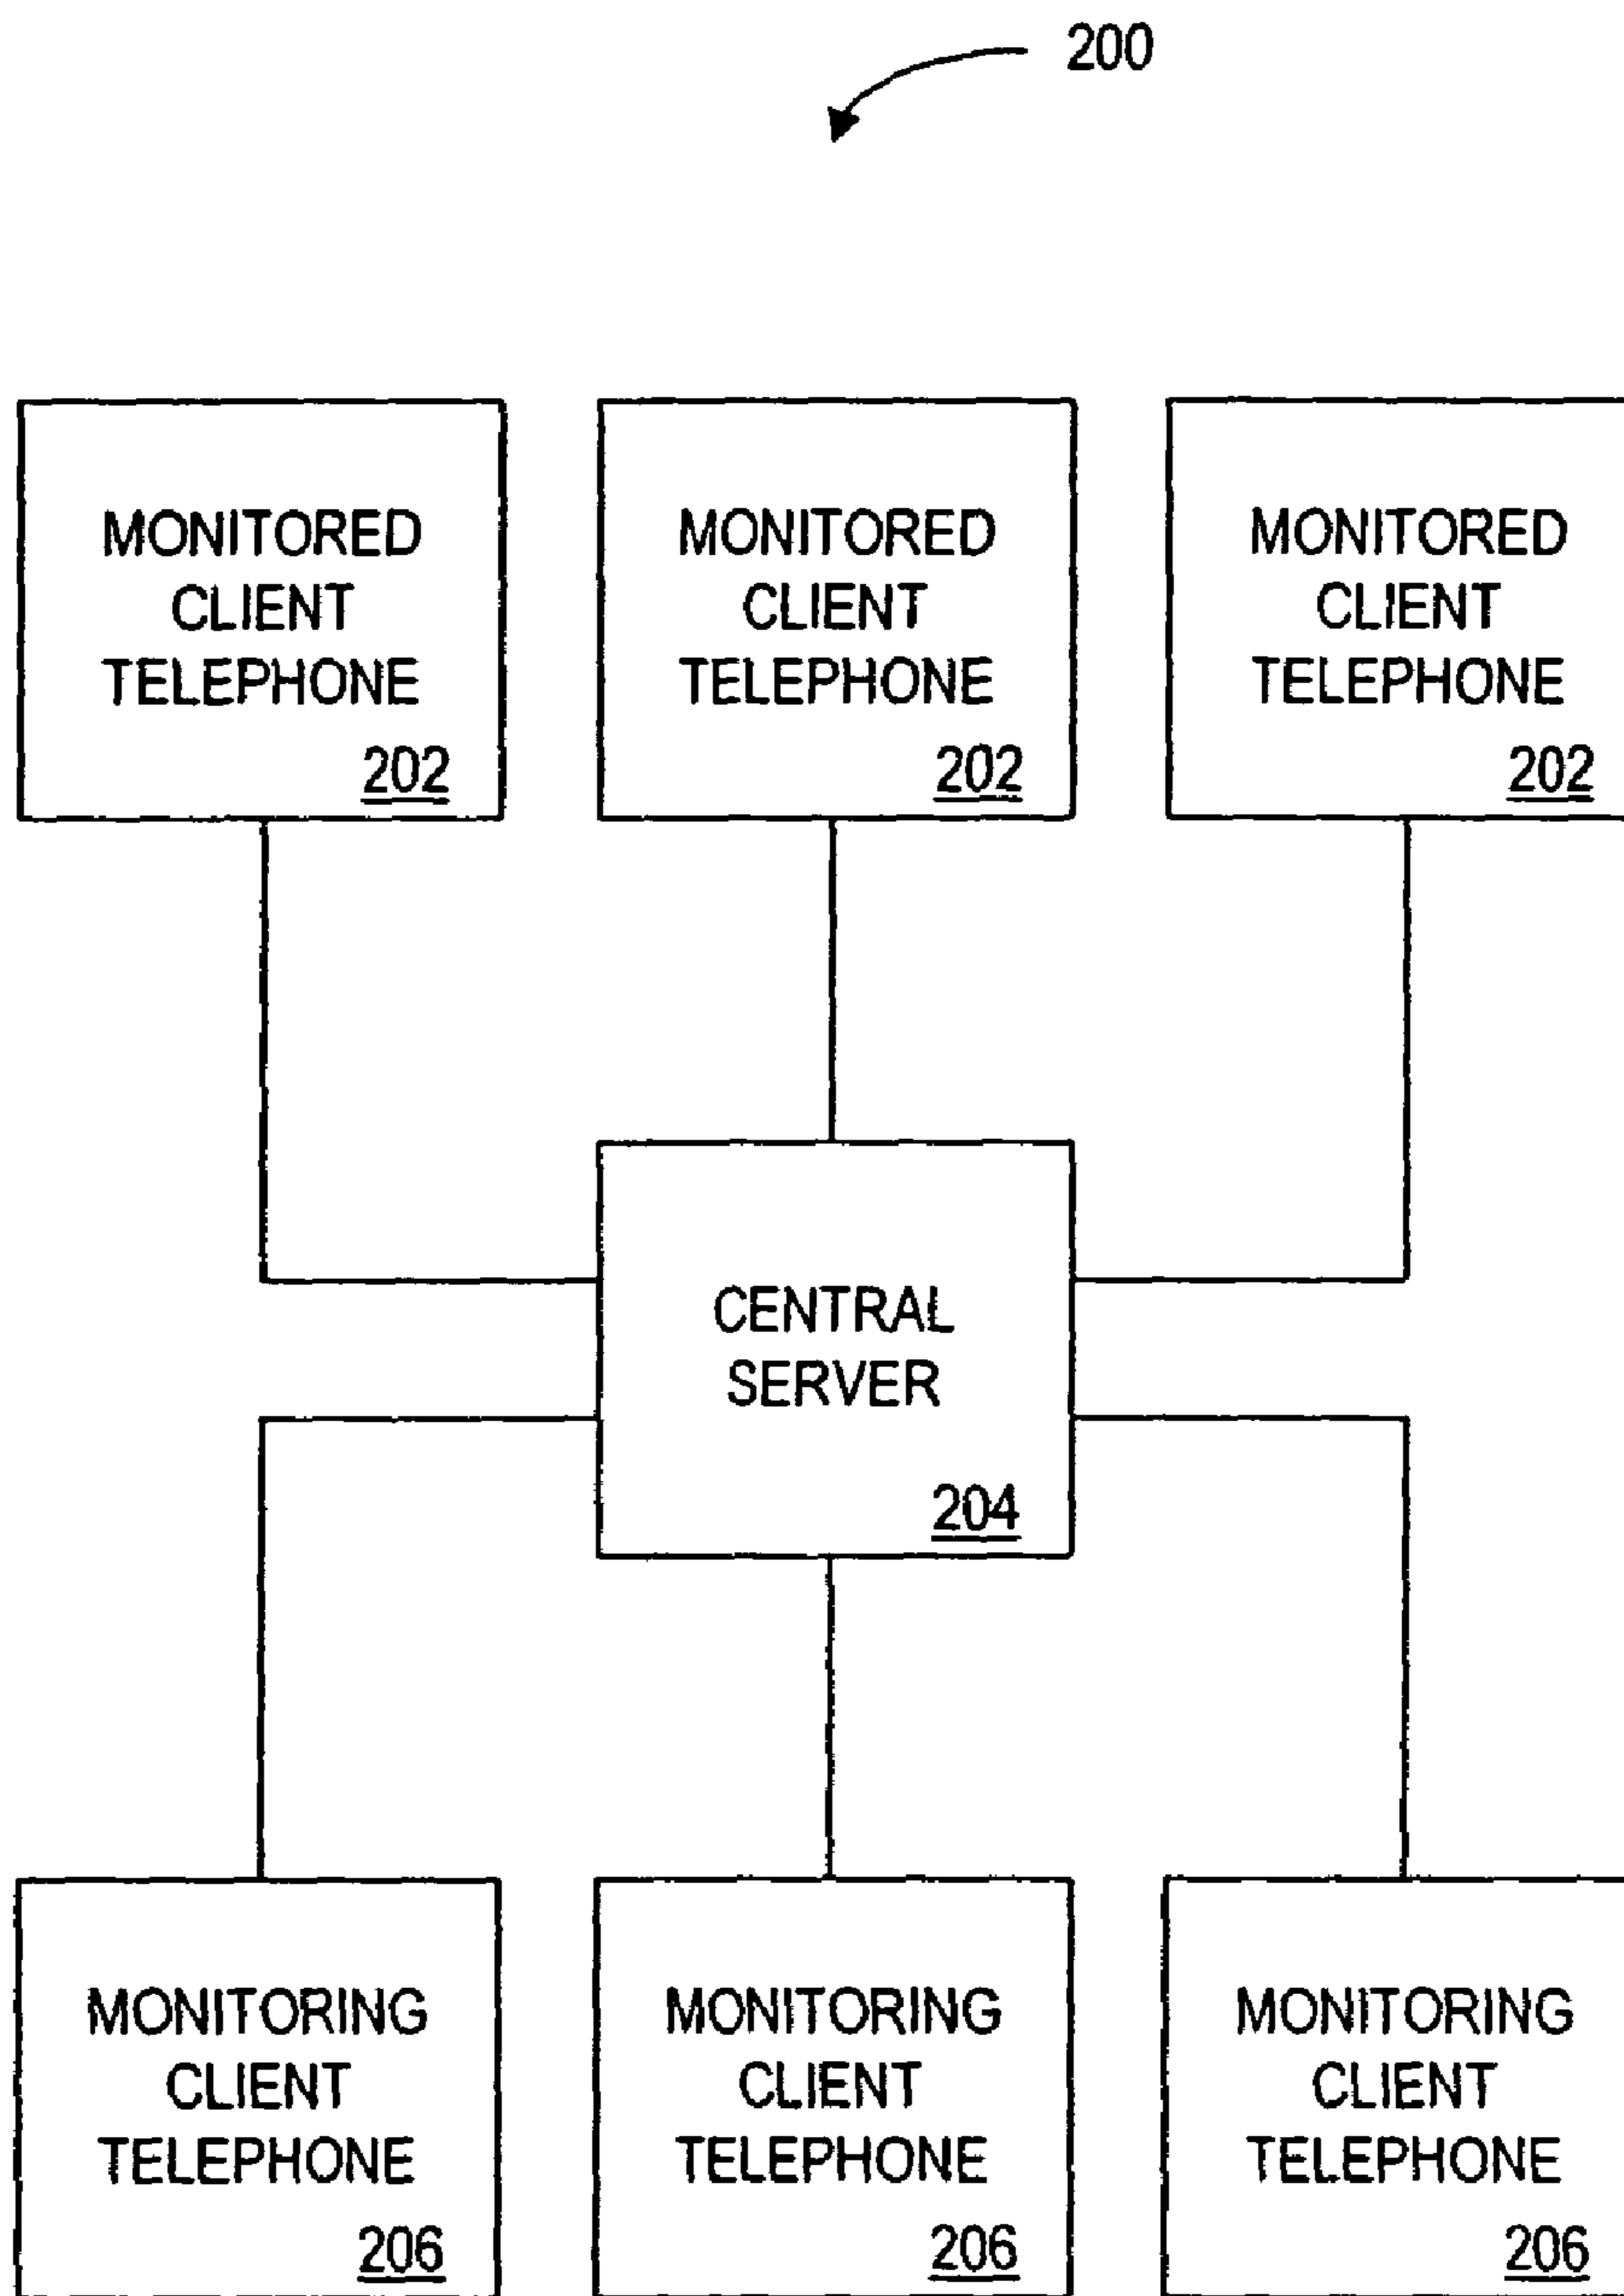 200
MONITORED
CLIENT
TELEPHONE
202
MONITORED
CLIENT
TELEPHONE
202
MONITORED
CLIENT
TELEPHONE
202
CENTRAL
SERVER
204
MONITORING
CLIENT
TELEPHONE
206
MONITORING
CLIENT
TELEPHONE
206
MONITORING
CLIENT
TELEPHONE
206